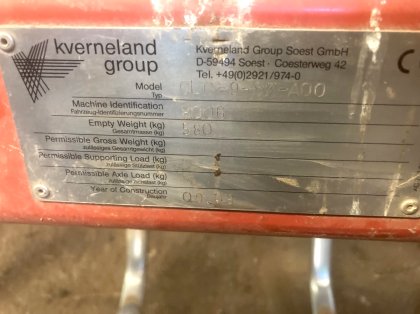 kverneland
group
Kverneland Group Soest GmbH
D-59494 Soest · Coesterweg 42
Tel. +49(0)2921/974-0
Model
Typ
Machine Identification
Fahrzeug-Identifizierungsnummer
Empty Weight (kg) 580
Gesamtmasse (kg)
Permissible Gross Weight (kg)
zulässiges Gesamtgewicht (kg)
Permissible Supporting Load (kg)
zulässige Stützlast (kg)
Permissible Axle Load (kg)
zulässige Achslast (kg)
Year of Construction
Baujahr